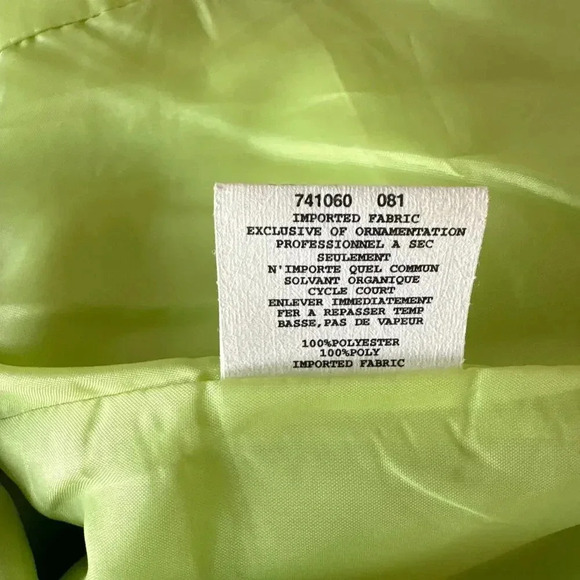 741060 081
IMPORTED FABRIC
EXCLUSIVE OF ORNAMENTATION
PROFESSIONNEL A SEC
SEULEMENT
N'IMPORTE QUEL COMMUN
SOLVANT ORGANIQUE
CYCLE COURT
ENLEVER IMMEDIATEMENT
FER A REPASSER TEMP
BASSE,PAS DE VAPEUR
100%POLYESTER
100%POLY
IMPORTED FABRIC